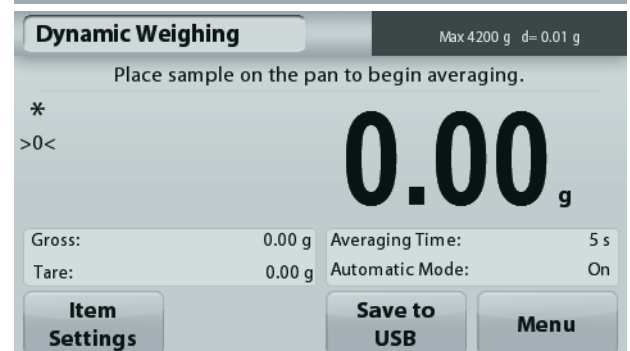 Dynamic Weighing
Max 4200 g d= 0.01 g
Place sample on the pan to begin averaging.
*
>0<
0.00 g
Gross: 0.00 g
Tare: 0.00 g
Averaging Time: 5 s
Automatic Mode: On
Item
Settings
Save to
USB
Menu